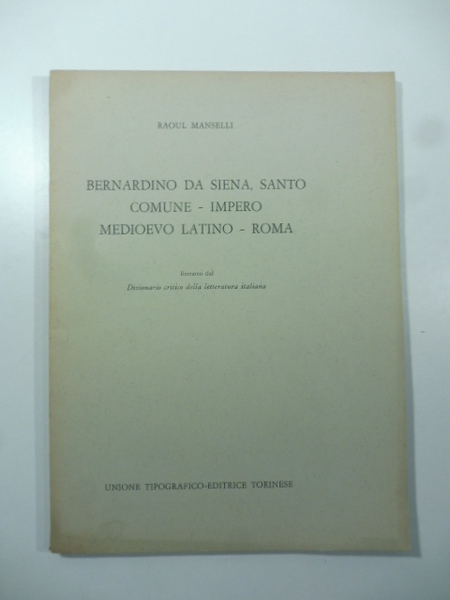 RAOUL MANSELLI
BERNARDINO DA SIENA, SANTO
COMUNE - IMPERO
MEDIOEVO LATINO - ROMA
Estratto dal
Dizionario critico della letteratura italiana
UNIONE TIPOGRAFICO-EDITRICE TORINESE